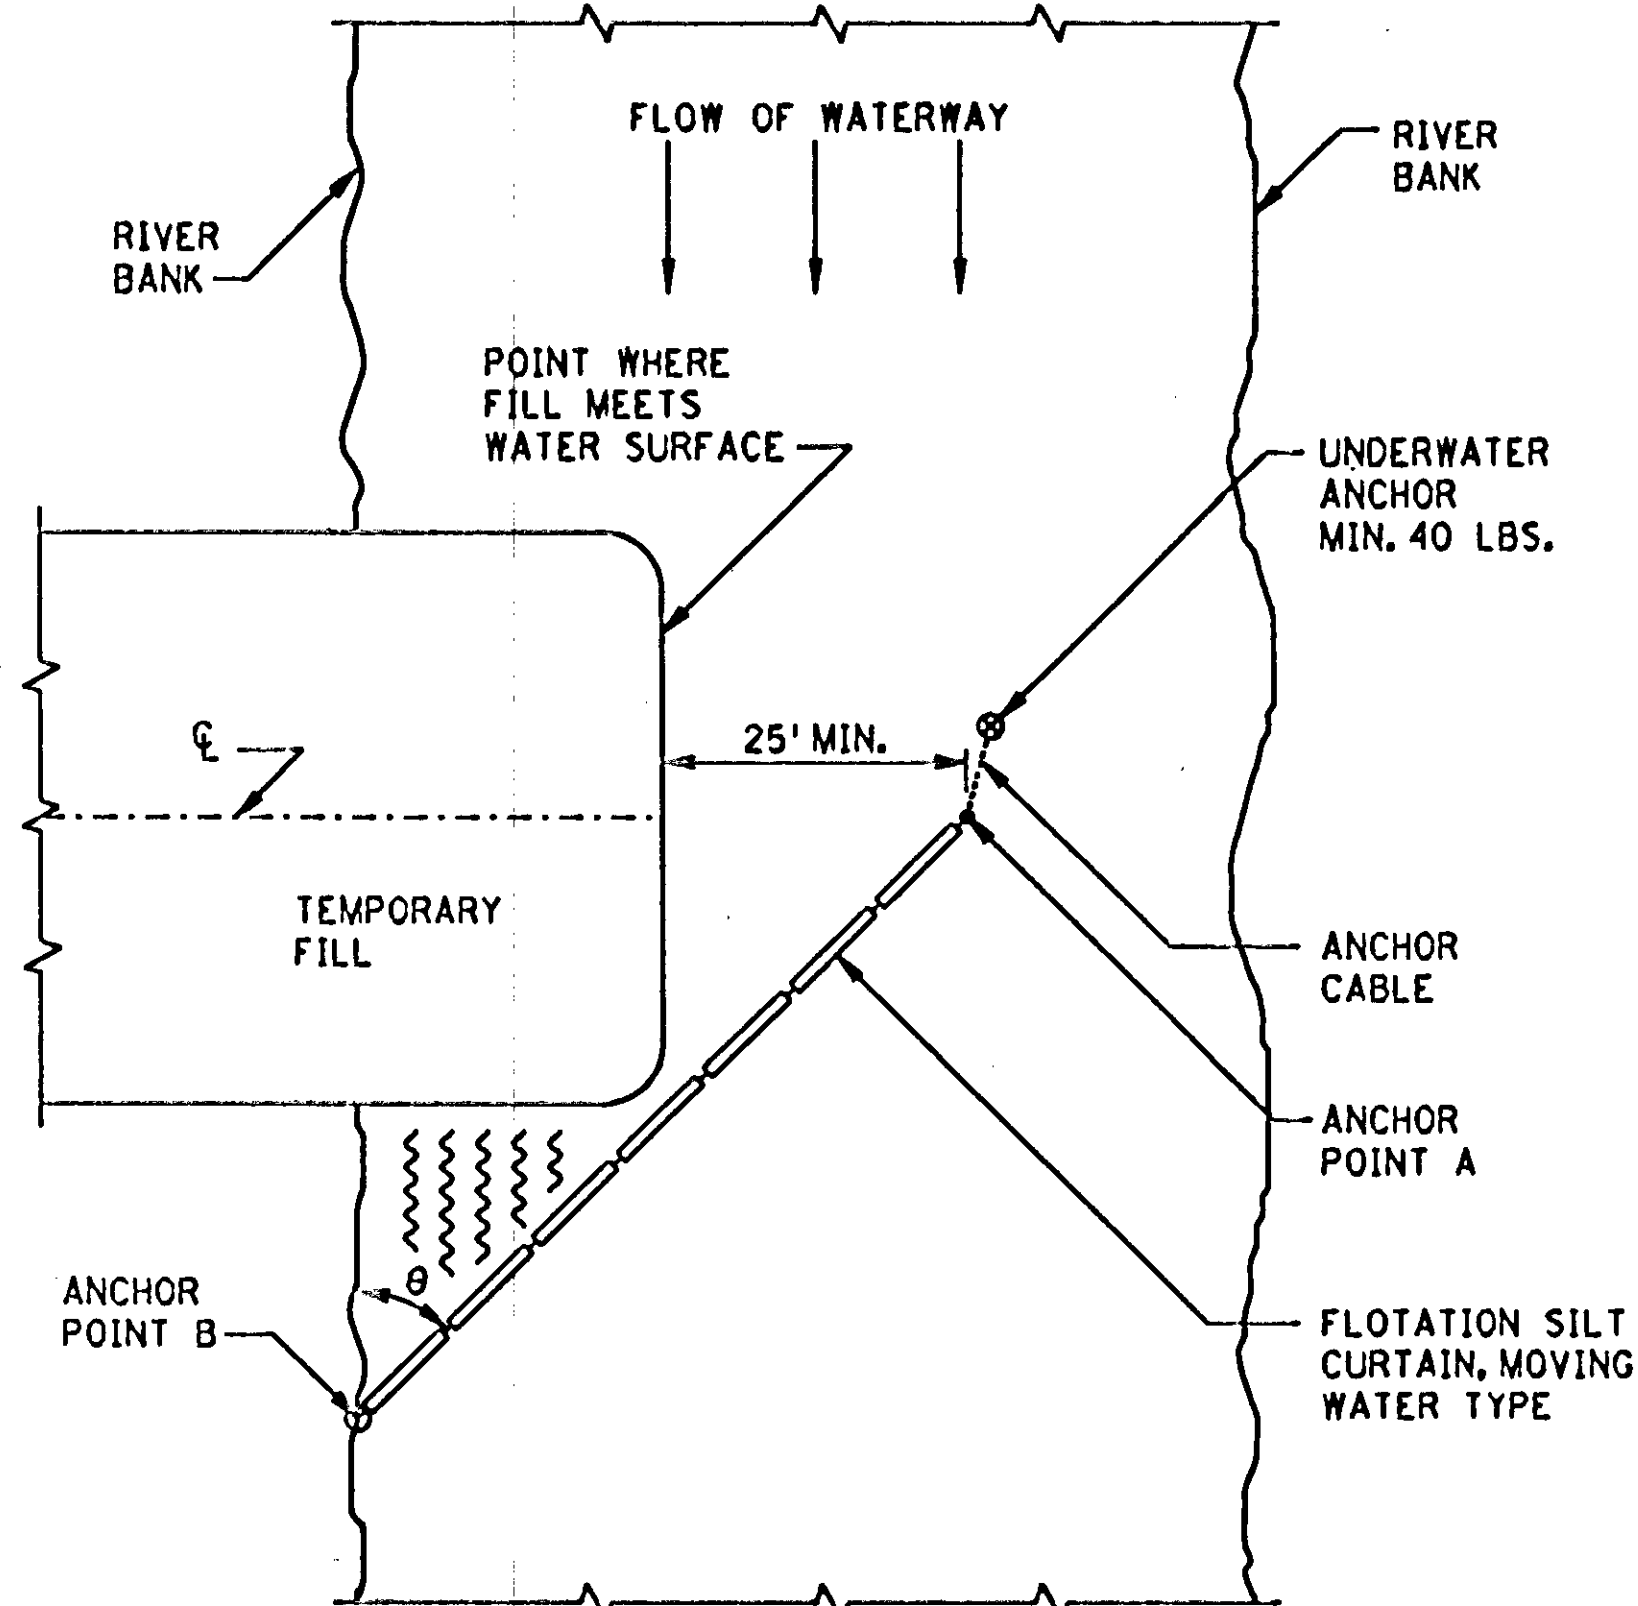 FLOW OF WATERWAY
RIVER
BANK
RIVER
BANK
POINT WHERE
FILL MEETS
WATER SURFACE
UNDERWATER
ANCHOR
MIN. 40 LBS.
℄
25' MIN.
TEMPORARY
FILL
ANCHOR
CABLE
ANCHOR
POINT A
θ
ANCHOR
POINT B
FLOTATION SILT
CURTAIN, MOVING
WATER TYPE